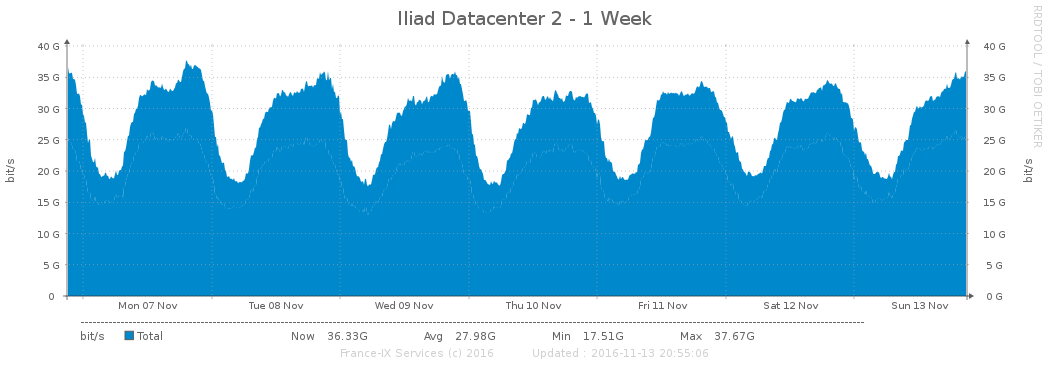 Iliad Datacenter 2 - 1 Week
RRDTOOL / TOBI OETIKER
bit/s
40 G 40 G
35 G 35 G
30 G 30 G
25 G 25 G
20 G 20 G
15 G 15 G
10 G 10 G
5 G 5 G
0 0 G
bit/s
Mon 07 Nov Tue 08 Nov Wed 09 Nov Thu 10 Nov Fri 11 Nov Sat 12 Nov Sun 13 Nov
bit/s Total Now 36.33G Avg 27.98G Min 17.51G Max 37.67G
France-IX Services (c) 2016 Updated : 2016-11-13 20:55:06